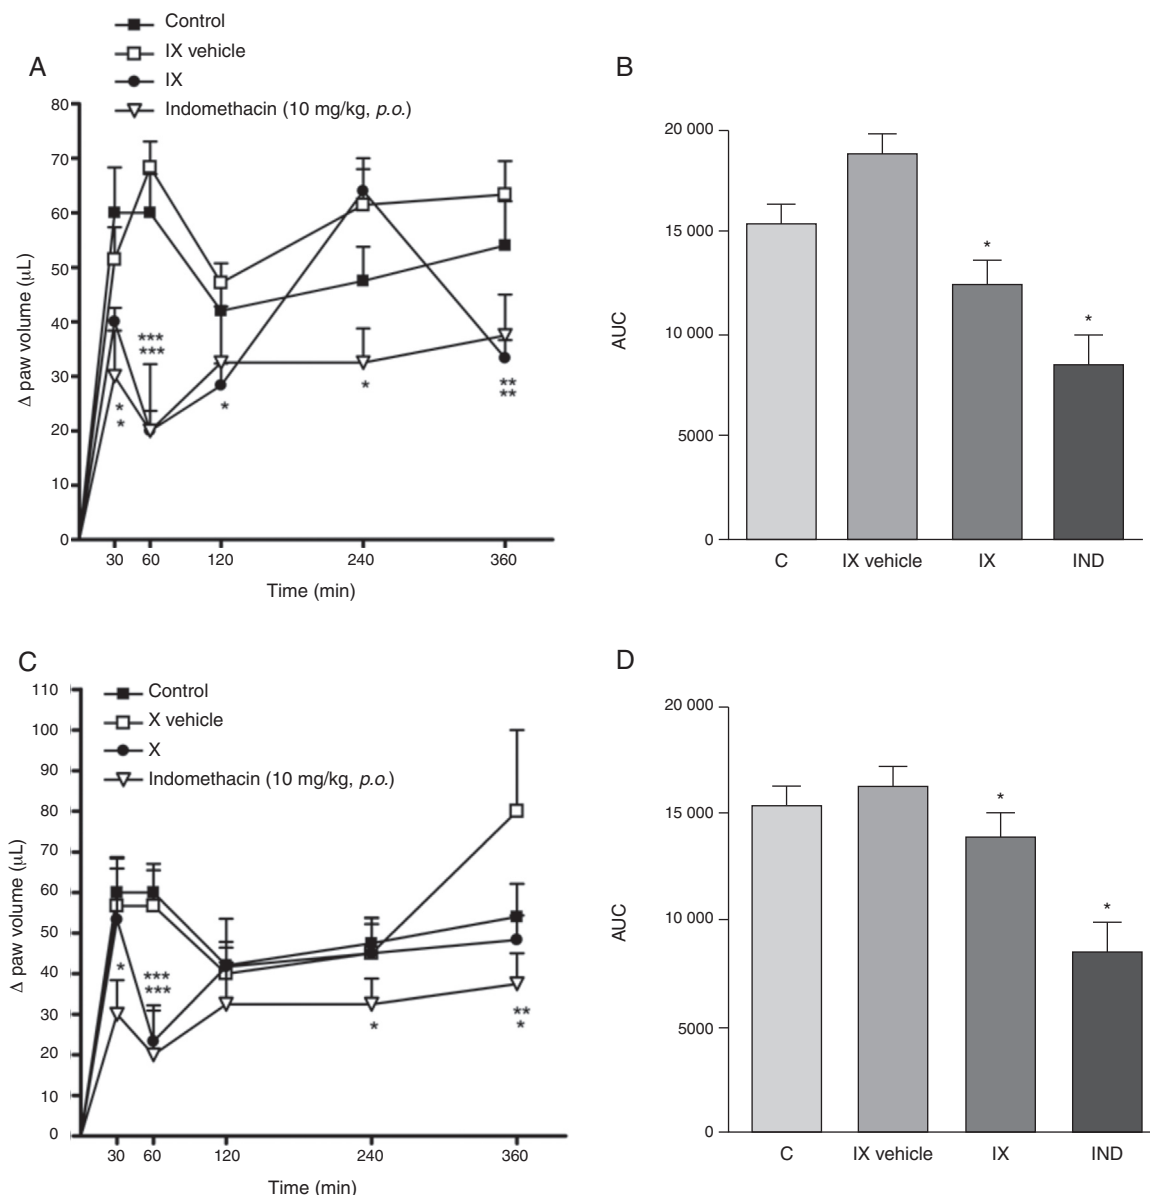 Control
IX vehicle
IX
Indomethacin (10 mg/kg, p.o.)
A
80
70
60
50
40
30
20
10
0
Δ paw volume (μL)
***
***
*
*
*
*
**
**
30 60 120 240 360
Time (min)
B
20 000
15 000
10 000
5000
0
AUC
*
*
C IX vehicle IX IND
C
Control
X vehicle
X
Indomethacin (10 mg/kg, p.o.)
110
100
90
80
70
60
50
40
30
20
10
0
Δ paw volume (μL)
*
***
***
*
**
*
30 60 120 240 360
Time (min)
D
20 000
15 000
10 000
5000
0
AUC
*
*
C IX vehicle IX IND